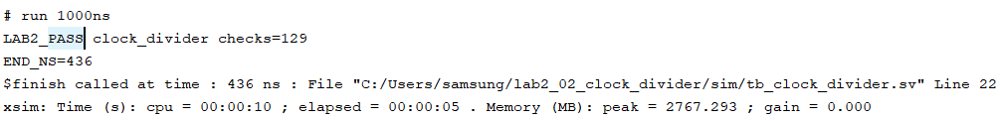 # run 1000ns
LAB2_PASS clock_divider checks=129
END_NS=436
$finish called at time : 436 ns : File "C:/Users/samsung/lab2_02_clock_divider/sim/tb_clock_divider.sv" Line 22
xsim: Time (s): cpu = 00:00:10 ; elapsed = 00:00:05 . Memory (MB): peak = 2767.293 ; gain = 0.000